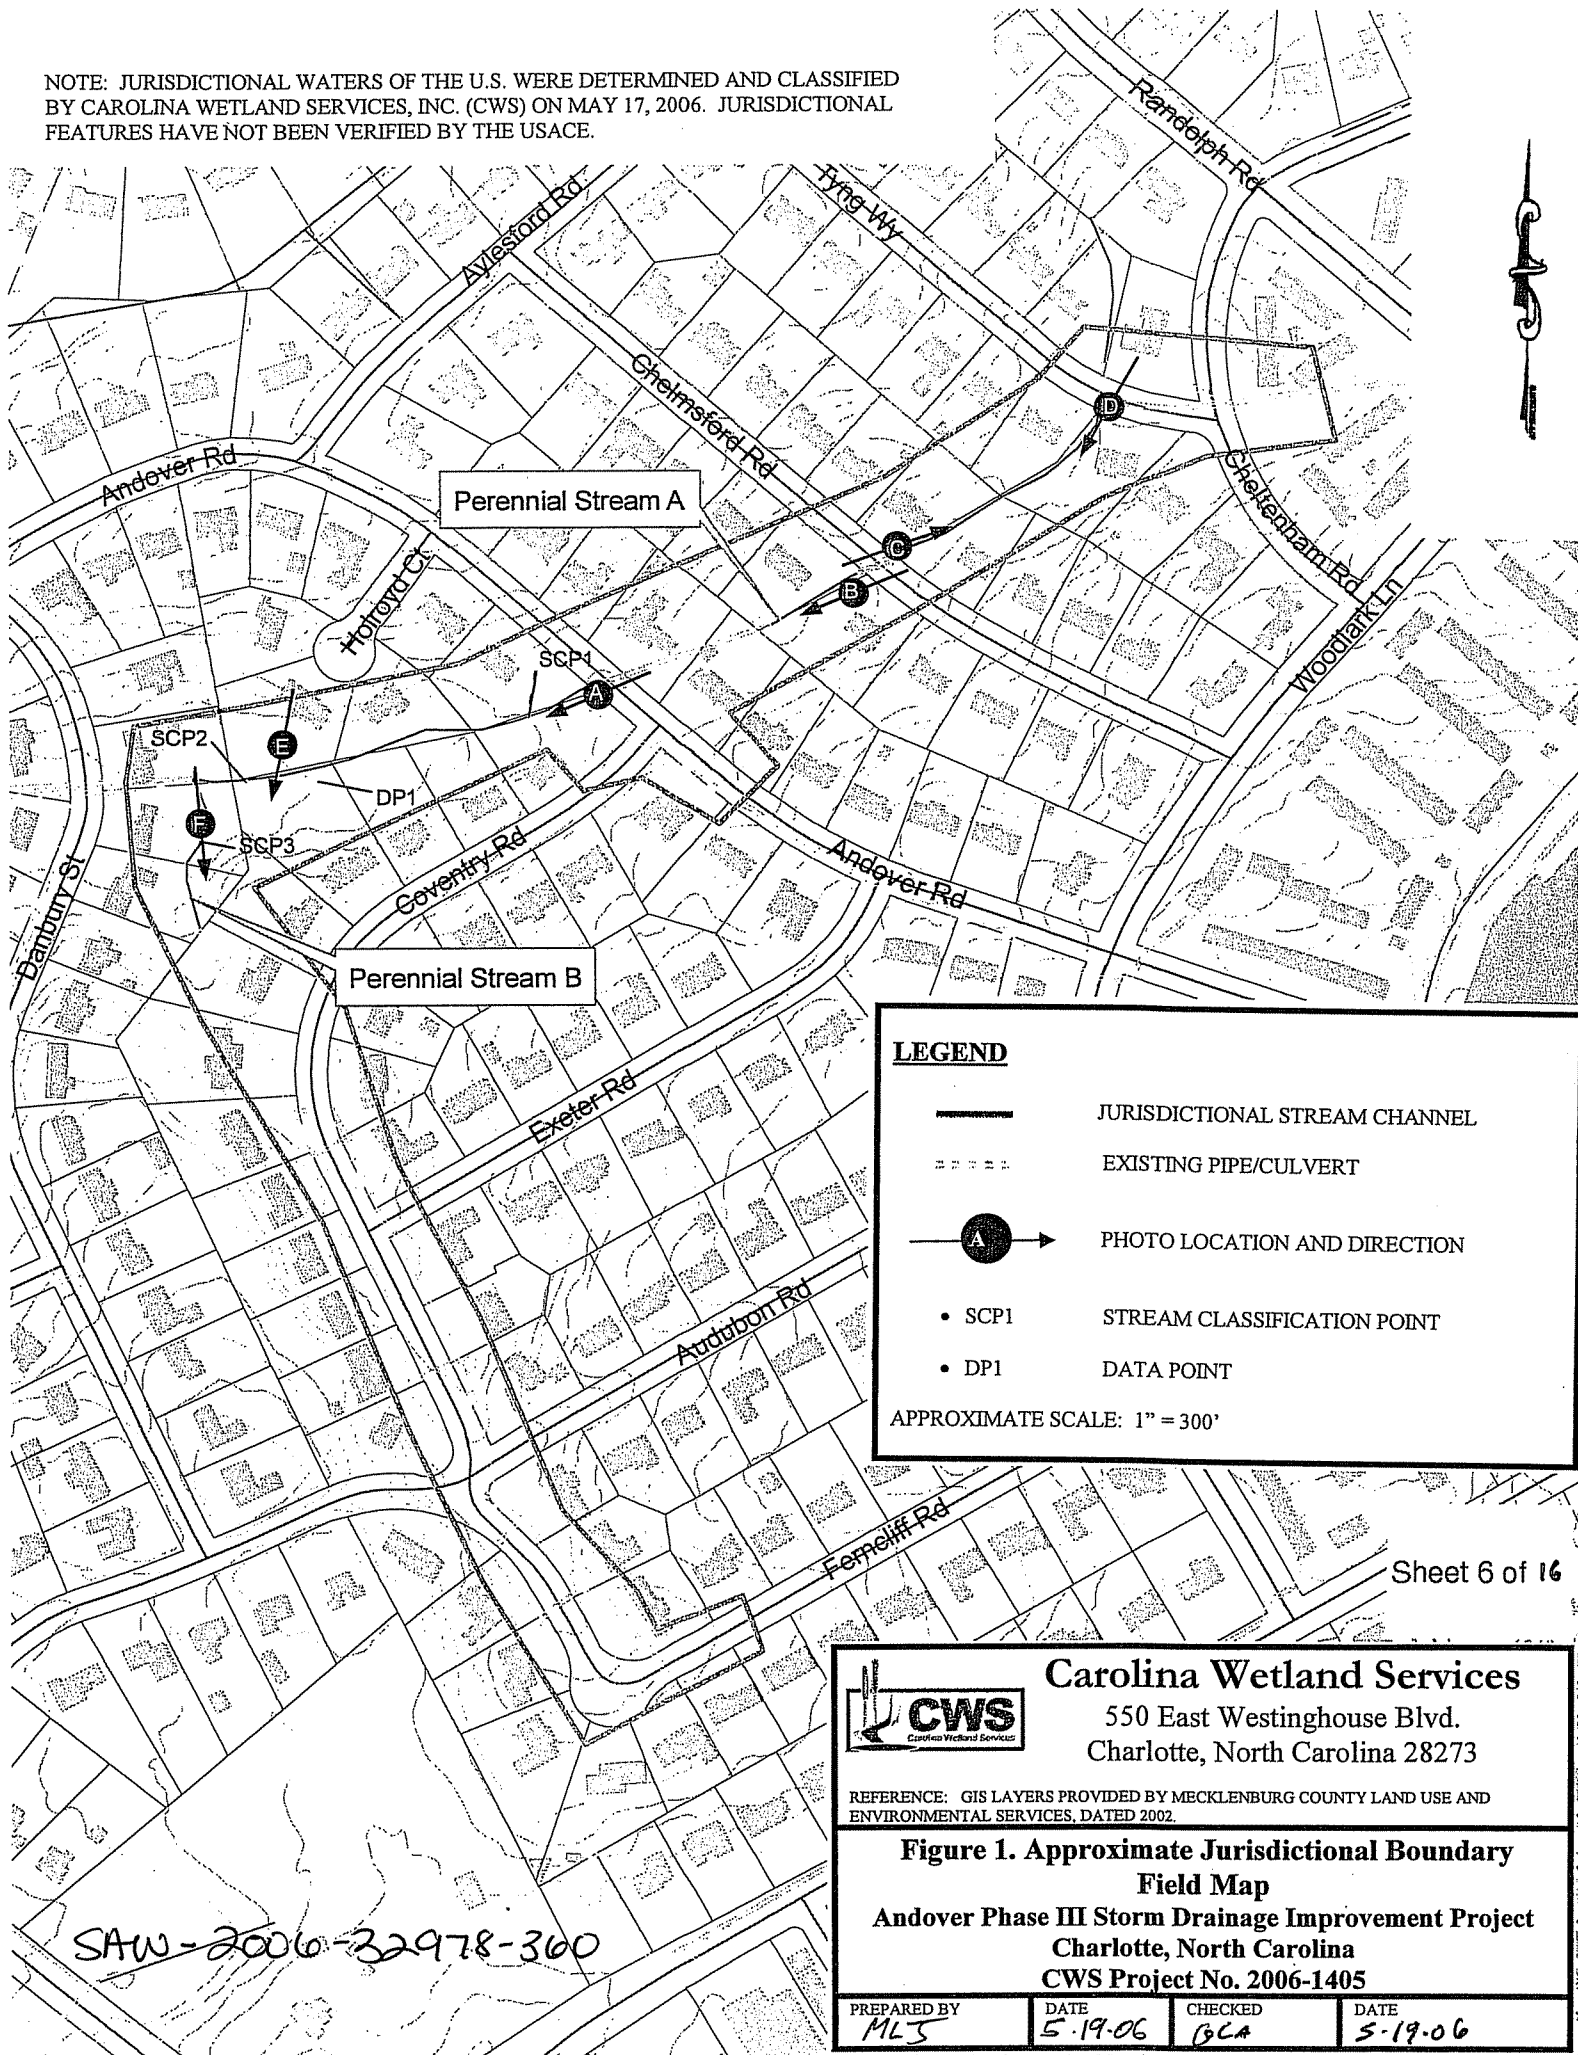 NOTE: JURISDICTIONAL WATERS OF THE U.S. WERE DETERMINED AND CLASSIFIED
BY CAROLINA WETLAND SERVICES, INC. (CWS) ON MAY 17, 2006. JURISDICTIONAL
FEATURES HAVE NOT BEEN VERIFIED BY THE USACE.
Randolph Rd
Tyng Wy
Aylesford Rd
Chelmsford Rd
D
Andover Rd
Perennial Stream A
Cheltenham Rd
C
B
Holroyd Ct
Woodlark Ln
SCP1
A
SCP2
E
DP1
F
SCP3
Coventry Rd
Andover Rd
Danbury St
Perennial Stream B
Exeter Rd
Audubon Rd
Ferncliff Rd
LEGEND
JURISDICTIONAL STREAM CHANNEL
EXISTING PIPE/CULVERT
A PHOTO LOCATION AND DIRECTION
• SCP1 STREAM CLASSIFICATION POINT
• DP1 DATA POINT
APPROXIMATE SCALE: 1" = 300'
Sheet 6 of 16
CWS
Carolina Wetland Services
Carolina Wetland Services
550 East Westinghouse Blvd.
Charlotte, North Carolina 28273
REFERENCE: GIS LAYERS PROVIDED BY MECKLENBURG COUNTY LAND USE AND
ENVIRONMENTAL SERVICES, DATED 2002.
Figure 1. Approximate Jurisdictional Boundary
Field Map
Andover Phase III Storm Drainage Improvement Project
Charlotte, North Carolina
CWS Project No. 2006-1405
PREPARED BY DATE CHECKED DATE
MLJ 5-19-06 GCA 5-19-06
SAW-2006-32978-360